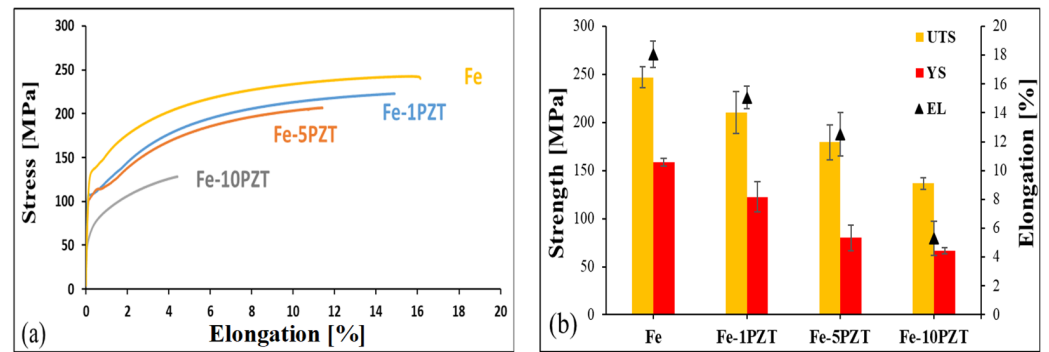 300
250
200
150
100
50
0
Stress [MPa]
Fe
Fe-1PZT
Fe-5PZT
Fe-10PZT
0 2 4 6 8 10 12 14 16 18 20
Elongation [%]
(a)
300
250
200
150
100
50
0
Strength [MPa]
UTS
YS
EL
20
18
16
14
12
10
8
6
4
2
0
Elongation [%]
Fe Fe-1PZT Fe-5PZT Fe-10PZT
(b)